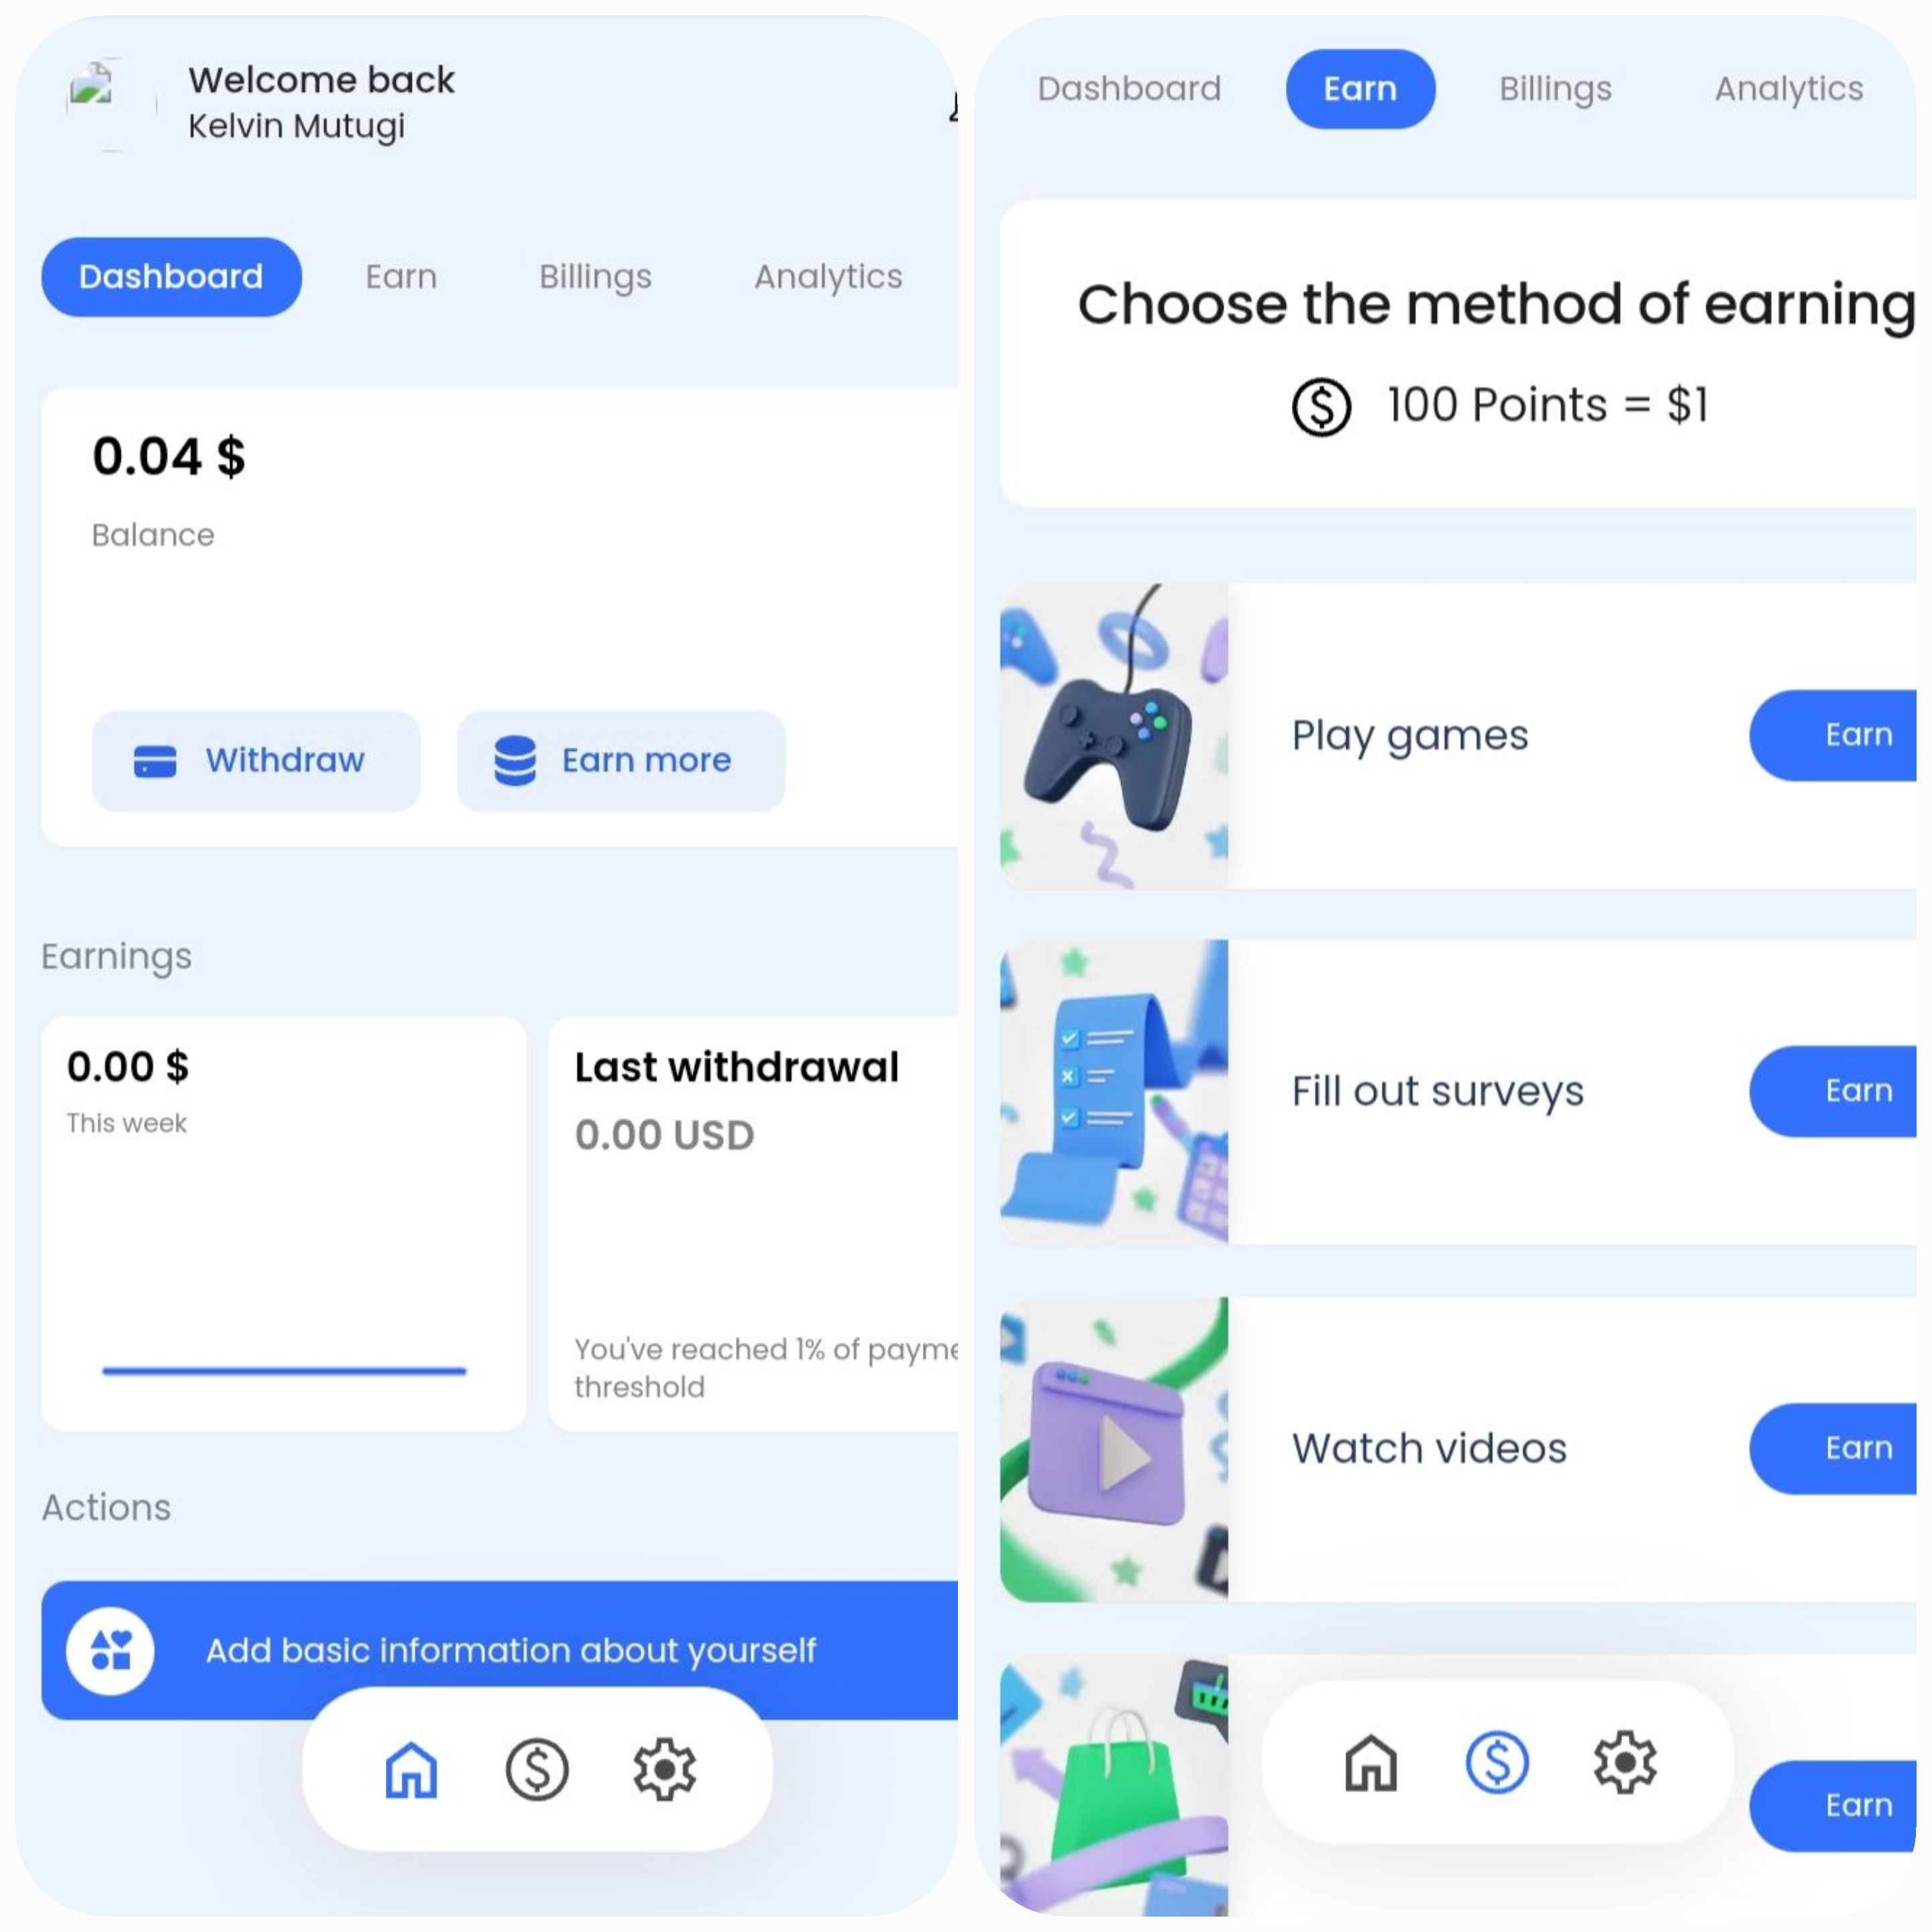 Welcome back
Kelvin Mutugi
Dashboard Earn Billings Analytics
0.04 $
Balance
Withdraw Earn more
Earnings
0.00 $
This week
Last withdrawal
0.00 USD
You've reached 1% of payme
threshold
Actions
Add basic information about yourself
Dashboard Earn Billings Analytics
Choose the method of earning
100 Points = $1
Play games Earn
Fill out surveys Earn
Watch videos Earn
Earn